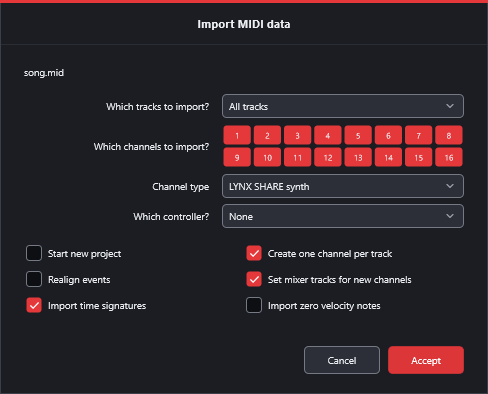 Import MIDI data
song.mid
Which tracks to import? All tracks
Which channels to import? 1 2 3 4 5 6 7 8
9 10 11 12 13 14 15 16
Channel type LYNX SHARE synth
Which controller? None
Start new project Create one channel per track
Realign events Set mixer tracks for new channels
Import time signatures Import zero velocity notes
Cancel Accept